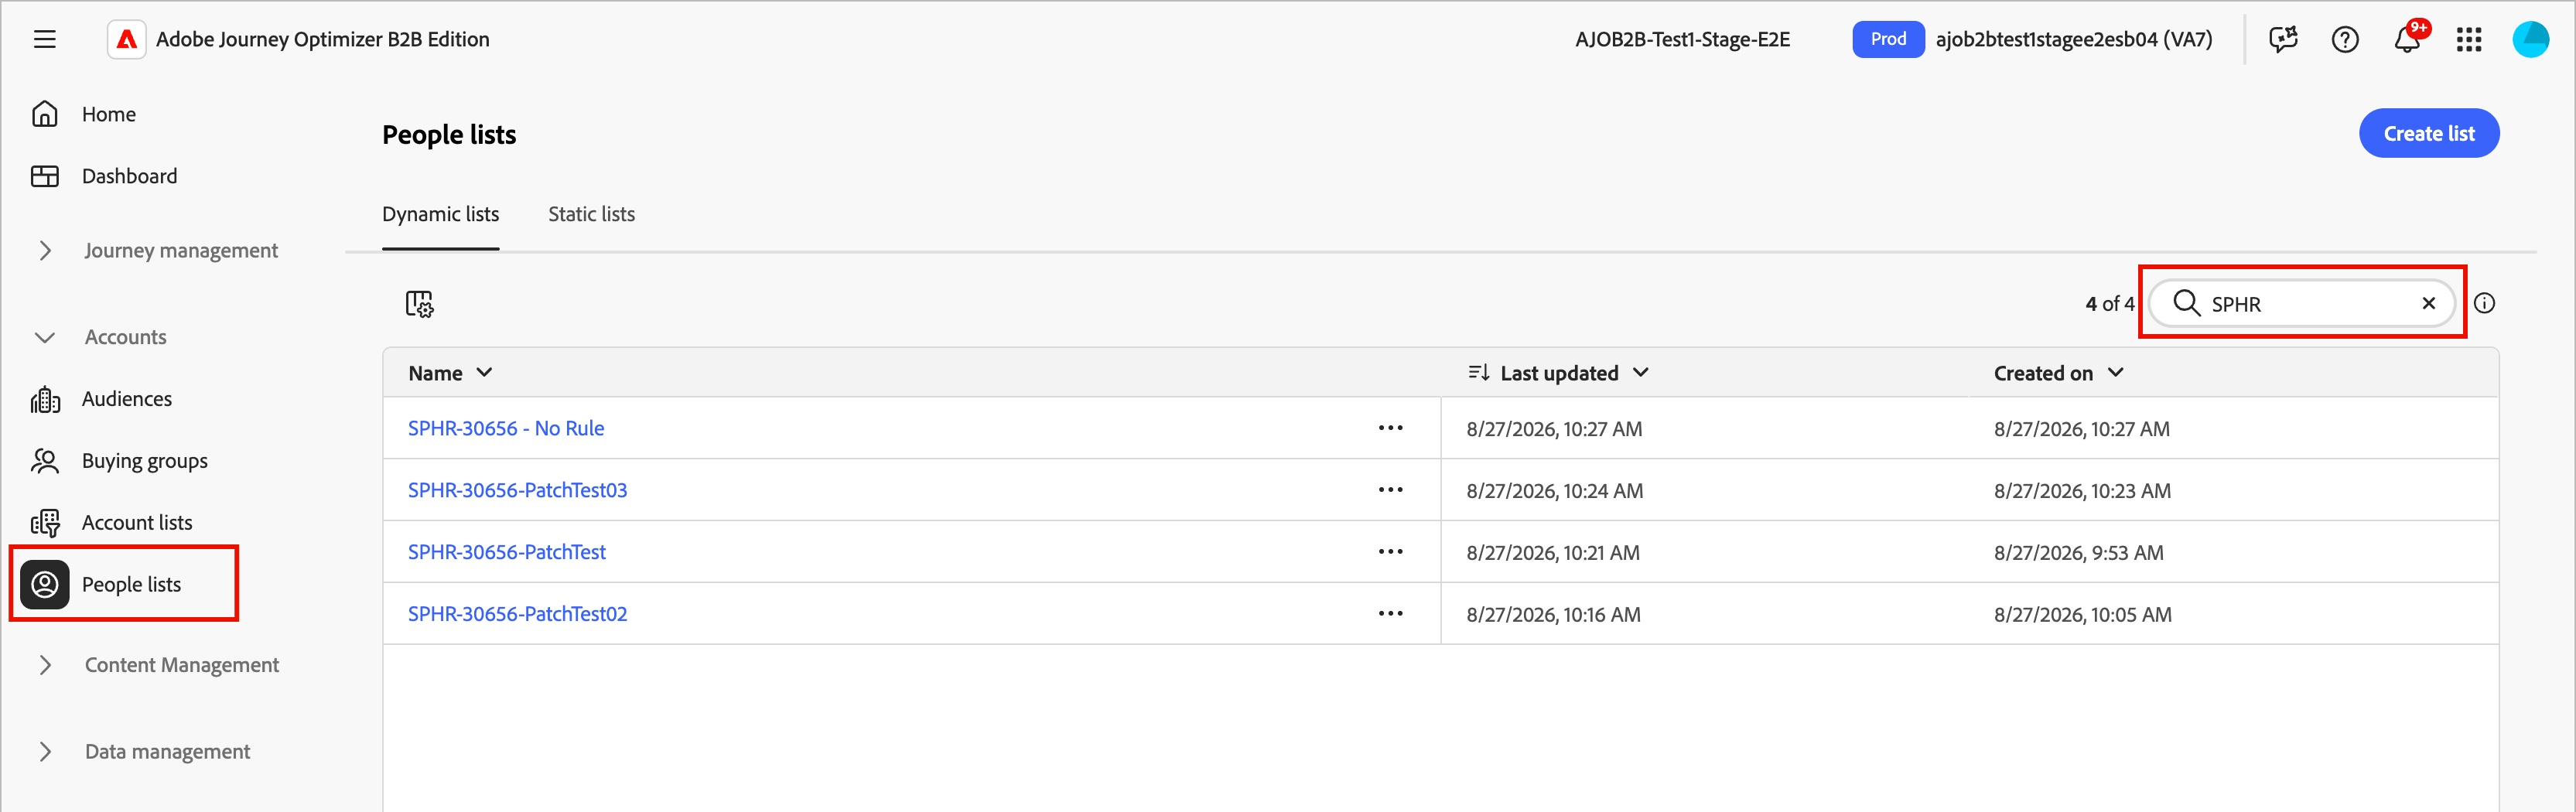 Adobe Journey Optimizer B2B Edition
AJOB2B-Test1-Stage-E2E
Prod
ajob2btest1stagee2esb04 (VA7)
9+
Home
Dashboard
Journey management
Accounts
Audiences
Buying groups
Account lists
People lists
Content Management
Data management
People lists
Create list
Dynamic lists
Static lists
4 of 4
SPHR
Name
Last updated
Created on
SPHR-30656 - No Rule
8/27/2026, 10:27 AM
8/27/2026, 10:27 AM
SPHR-30656-PatchTest03
8/27/2026, 10:24 AM
8/27/2026, 10:23 AM
SPHR-30656-PatchTest
8/27/2026, 10:21 AM
8/27/2026, 9:53 AM
SPHR-30656-PatchTest02
8/27/2026, 10:16 AM
8/27/2026, 10:05 AM